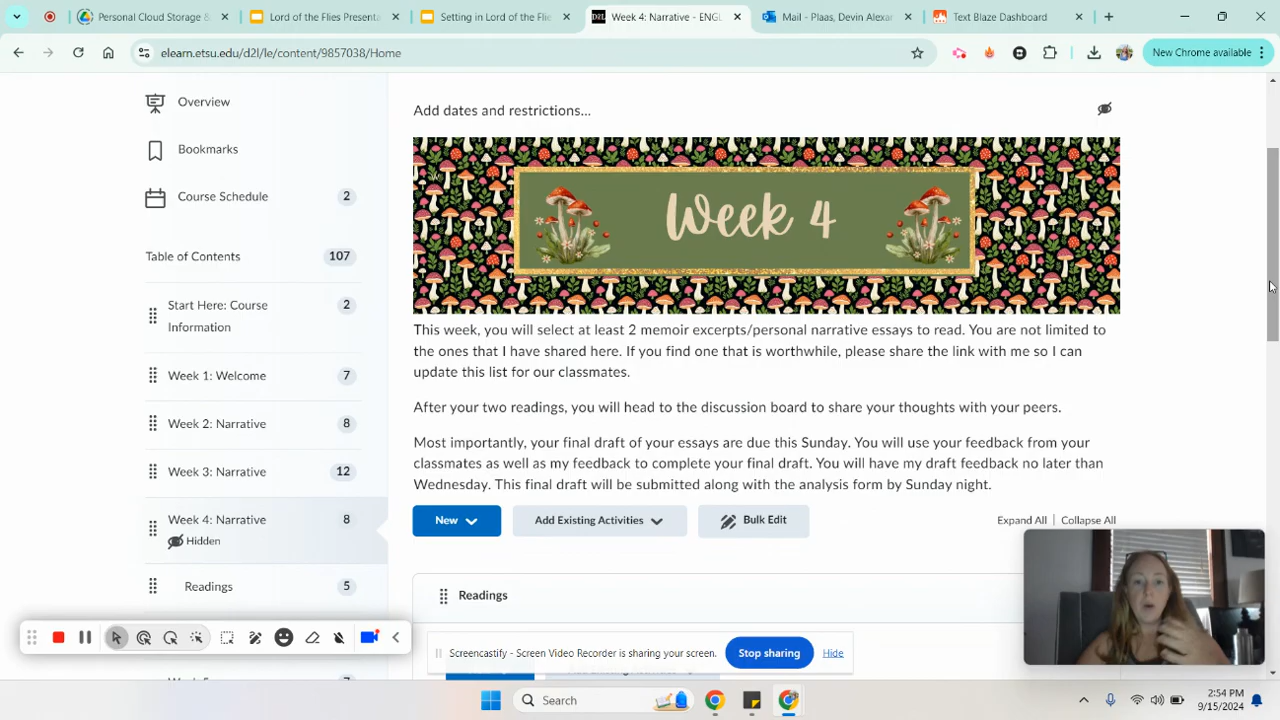 Personal Cloud Storage &
Lord of the Flies Presenta
Setting in Lord of the Flie
D2L
Week 4: Narrative - ENGL
Mail - Plaas, Devin Alexan
Text Blaze Dashboard
elearn.etsu.edu/d2l/le/content/9857038/Home
New Chrome available
Overview
Bookmarks
Course Schedule 2
Table of Contents 107
Start Here: Course 2
Information
Week 1: Welcome 7
Week 2: Narrative 8
Week 3: Narrative 12
Week 4: Narrative 8
Hidden
Readings 5
Add dates and restrictions...
Week 4
This week, you will select at least 2 memoir excerpts/personal narrative essays to read. You are not limited to
the ones that I have shared here. If you find one that is worthwhile, please share the link with me so I can
update this list for our classmates.
After your two readings, you will head to the discussion board to share your thoughts with your peers.
Most importantly, your final draft of your essays are due this Sunday. You will use your feedback from your
classmates as well as my feedback to complete your final draft. You will have my draft feedback no later than
Wednesday. This final draft will be submitted along with the analysis form by Sunday night.
New
Add Existing Activities
Bulk Edit
Expand All | Collapse All
Readings
Screencastify - Screen Video Recorder is sharing your screen.
Stop sharing
Hide
Search
2:54 PM
9/15/2024